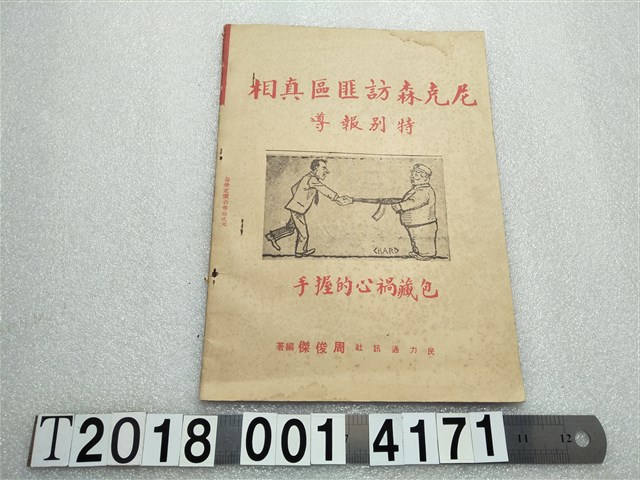 尼克森訪匪區真相
特別報導
CHARD
包藏禍心的握手
民力通訊社 周俊傑 編著
T2018 001 4171
11 12